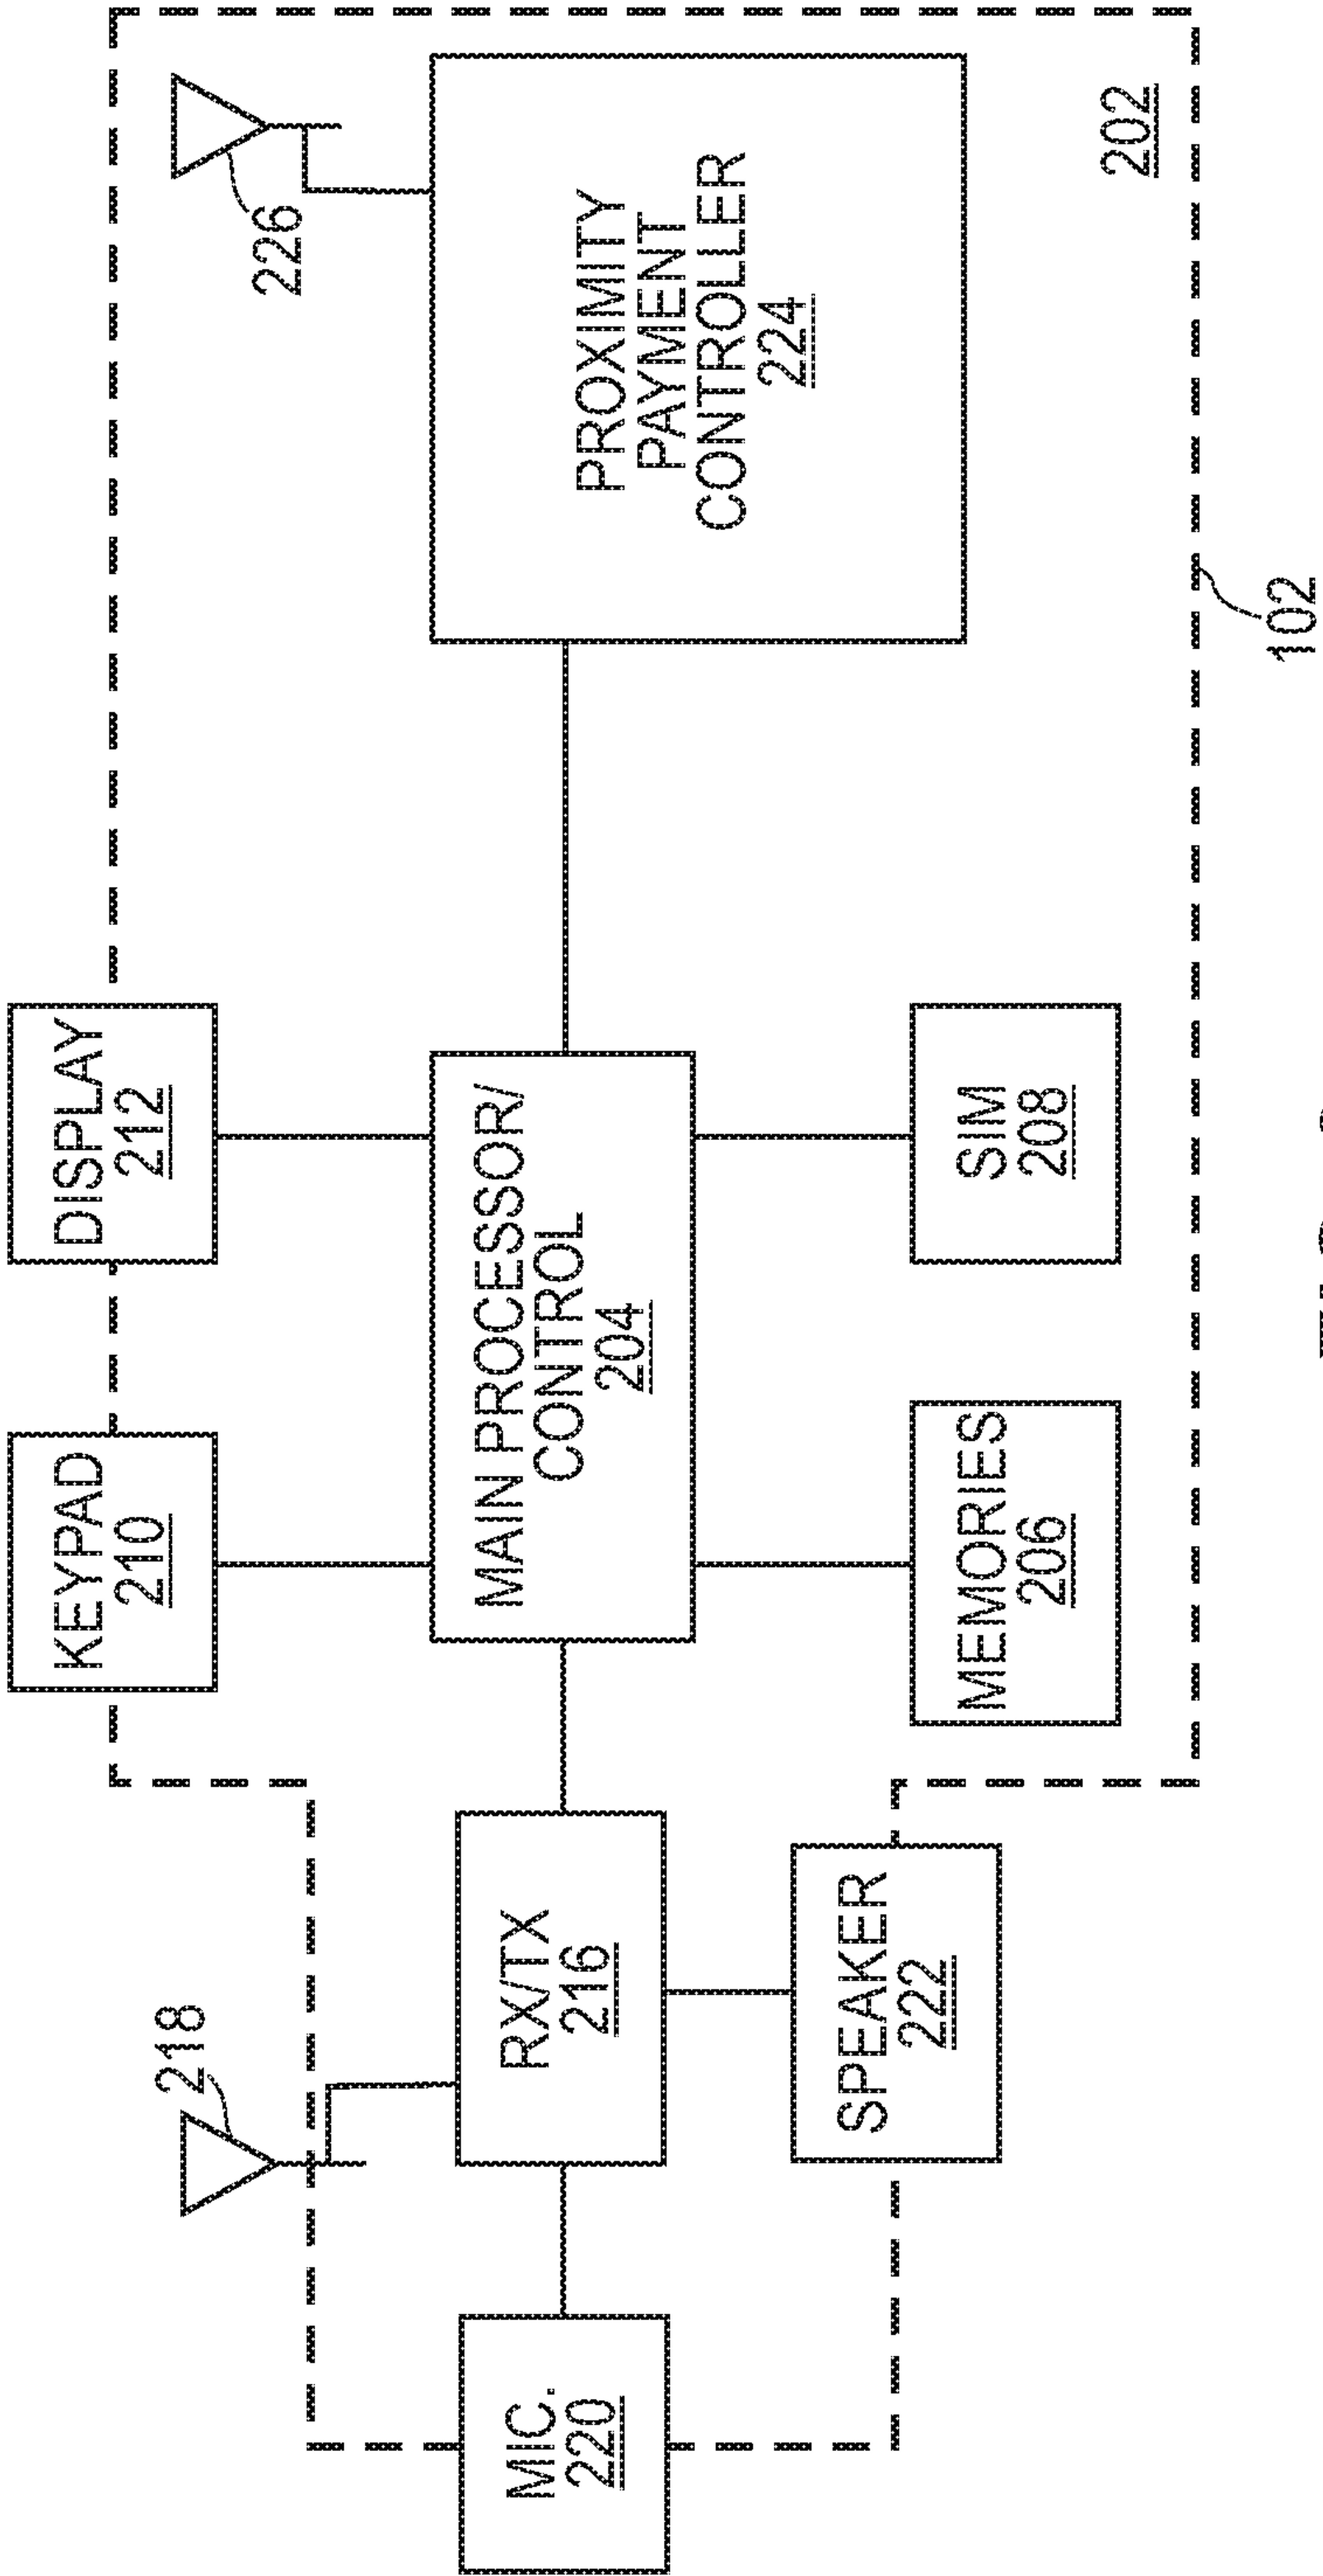 218
KEYPAD
210
DISPLAY
212
226
MIC.
220
RX/TX
216
MAIN PROCESSOR/
CONTROL
204
PROXIMITY
PAYMENT
CONTROLLER
224
SPEAKER
222
MEMORIES
206
SIM
208
202
102